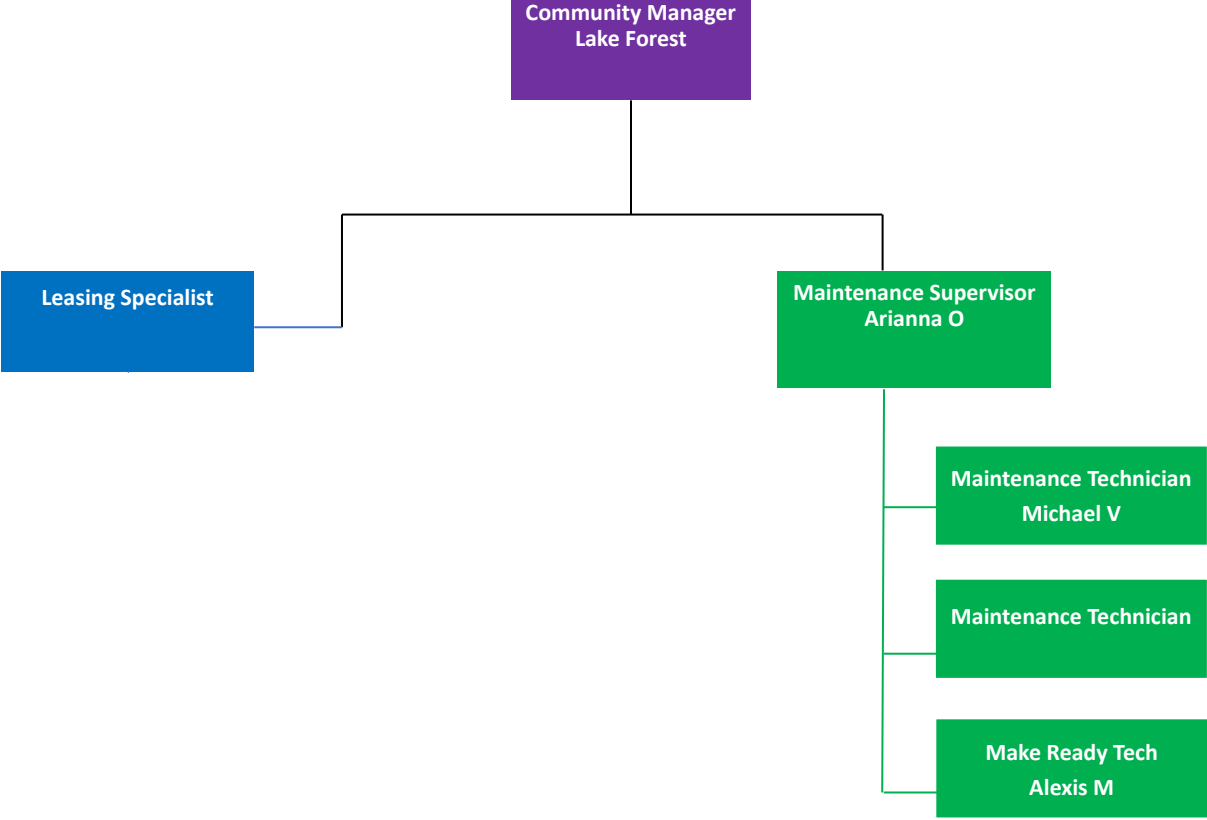 Community Manager
Lake Forest
Leasing Specialist
Maintenance Supervisor
Arianna O
Maintenance Technician
Michael V
Maintenance Technician
Make Ready Tech
Alexis M